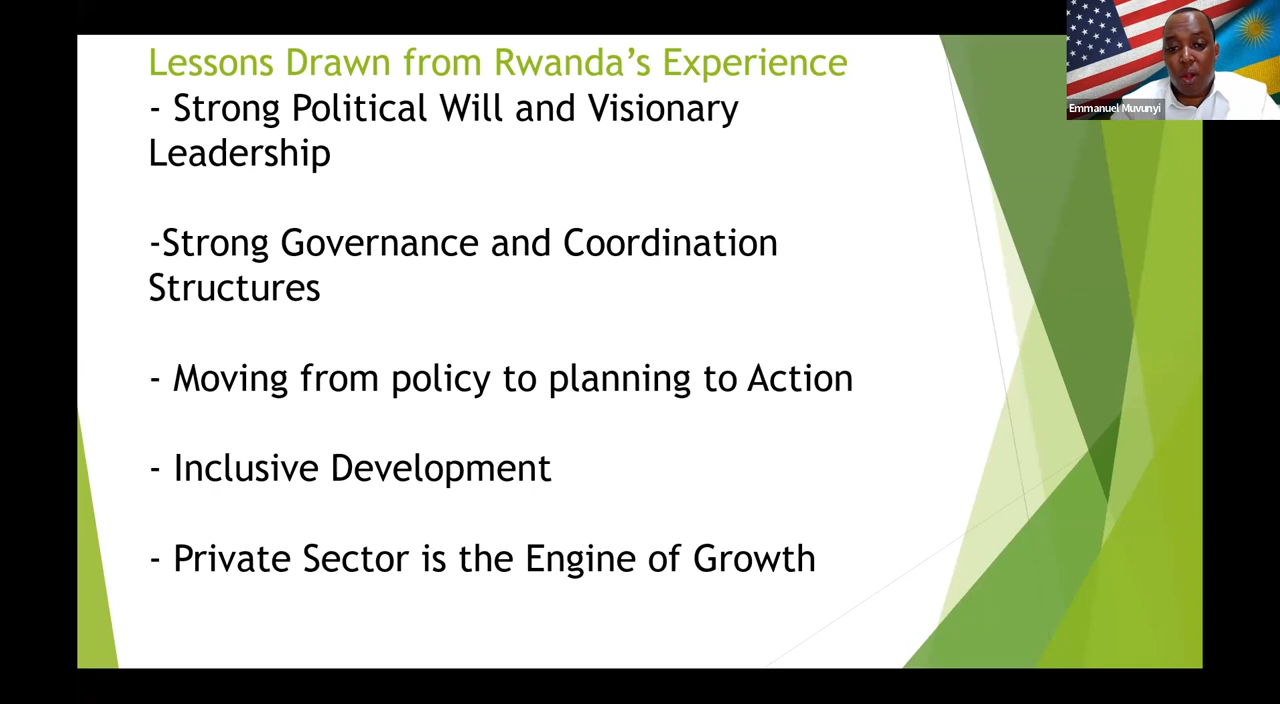 Lessons Drawn from Rwanda’s Experience
- Strong Political Will and Visionary
Leadership
-Strong Governance and Coordination
Structures
- Moving from policy to planning to Action
- Inclusive Development
- Private Sector is the Engine of Growth
Emmanuel Muvunyi